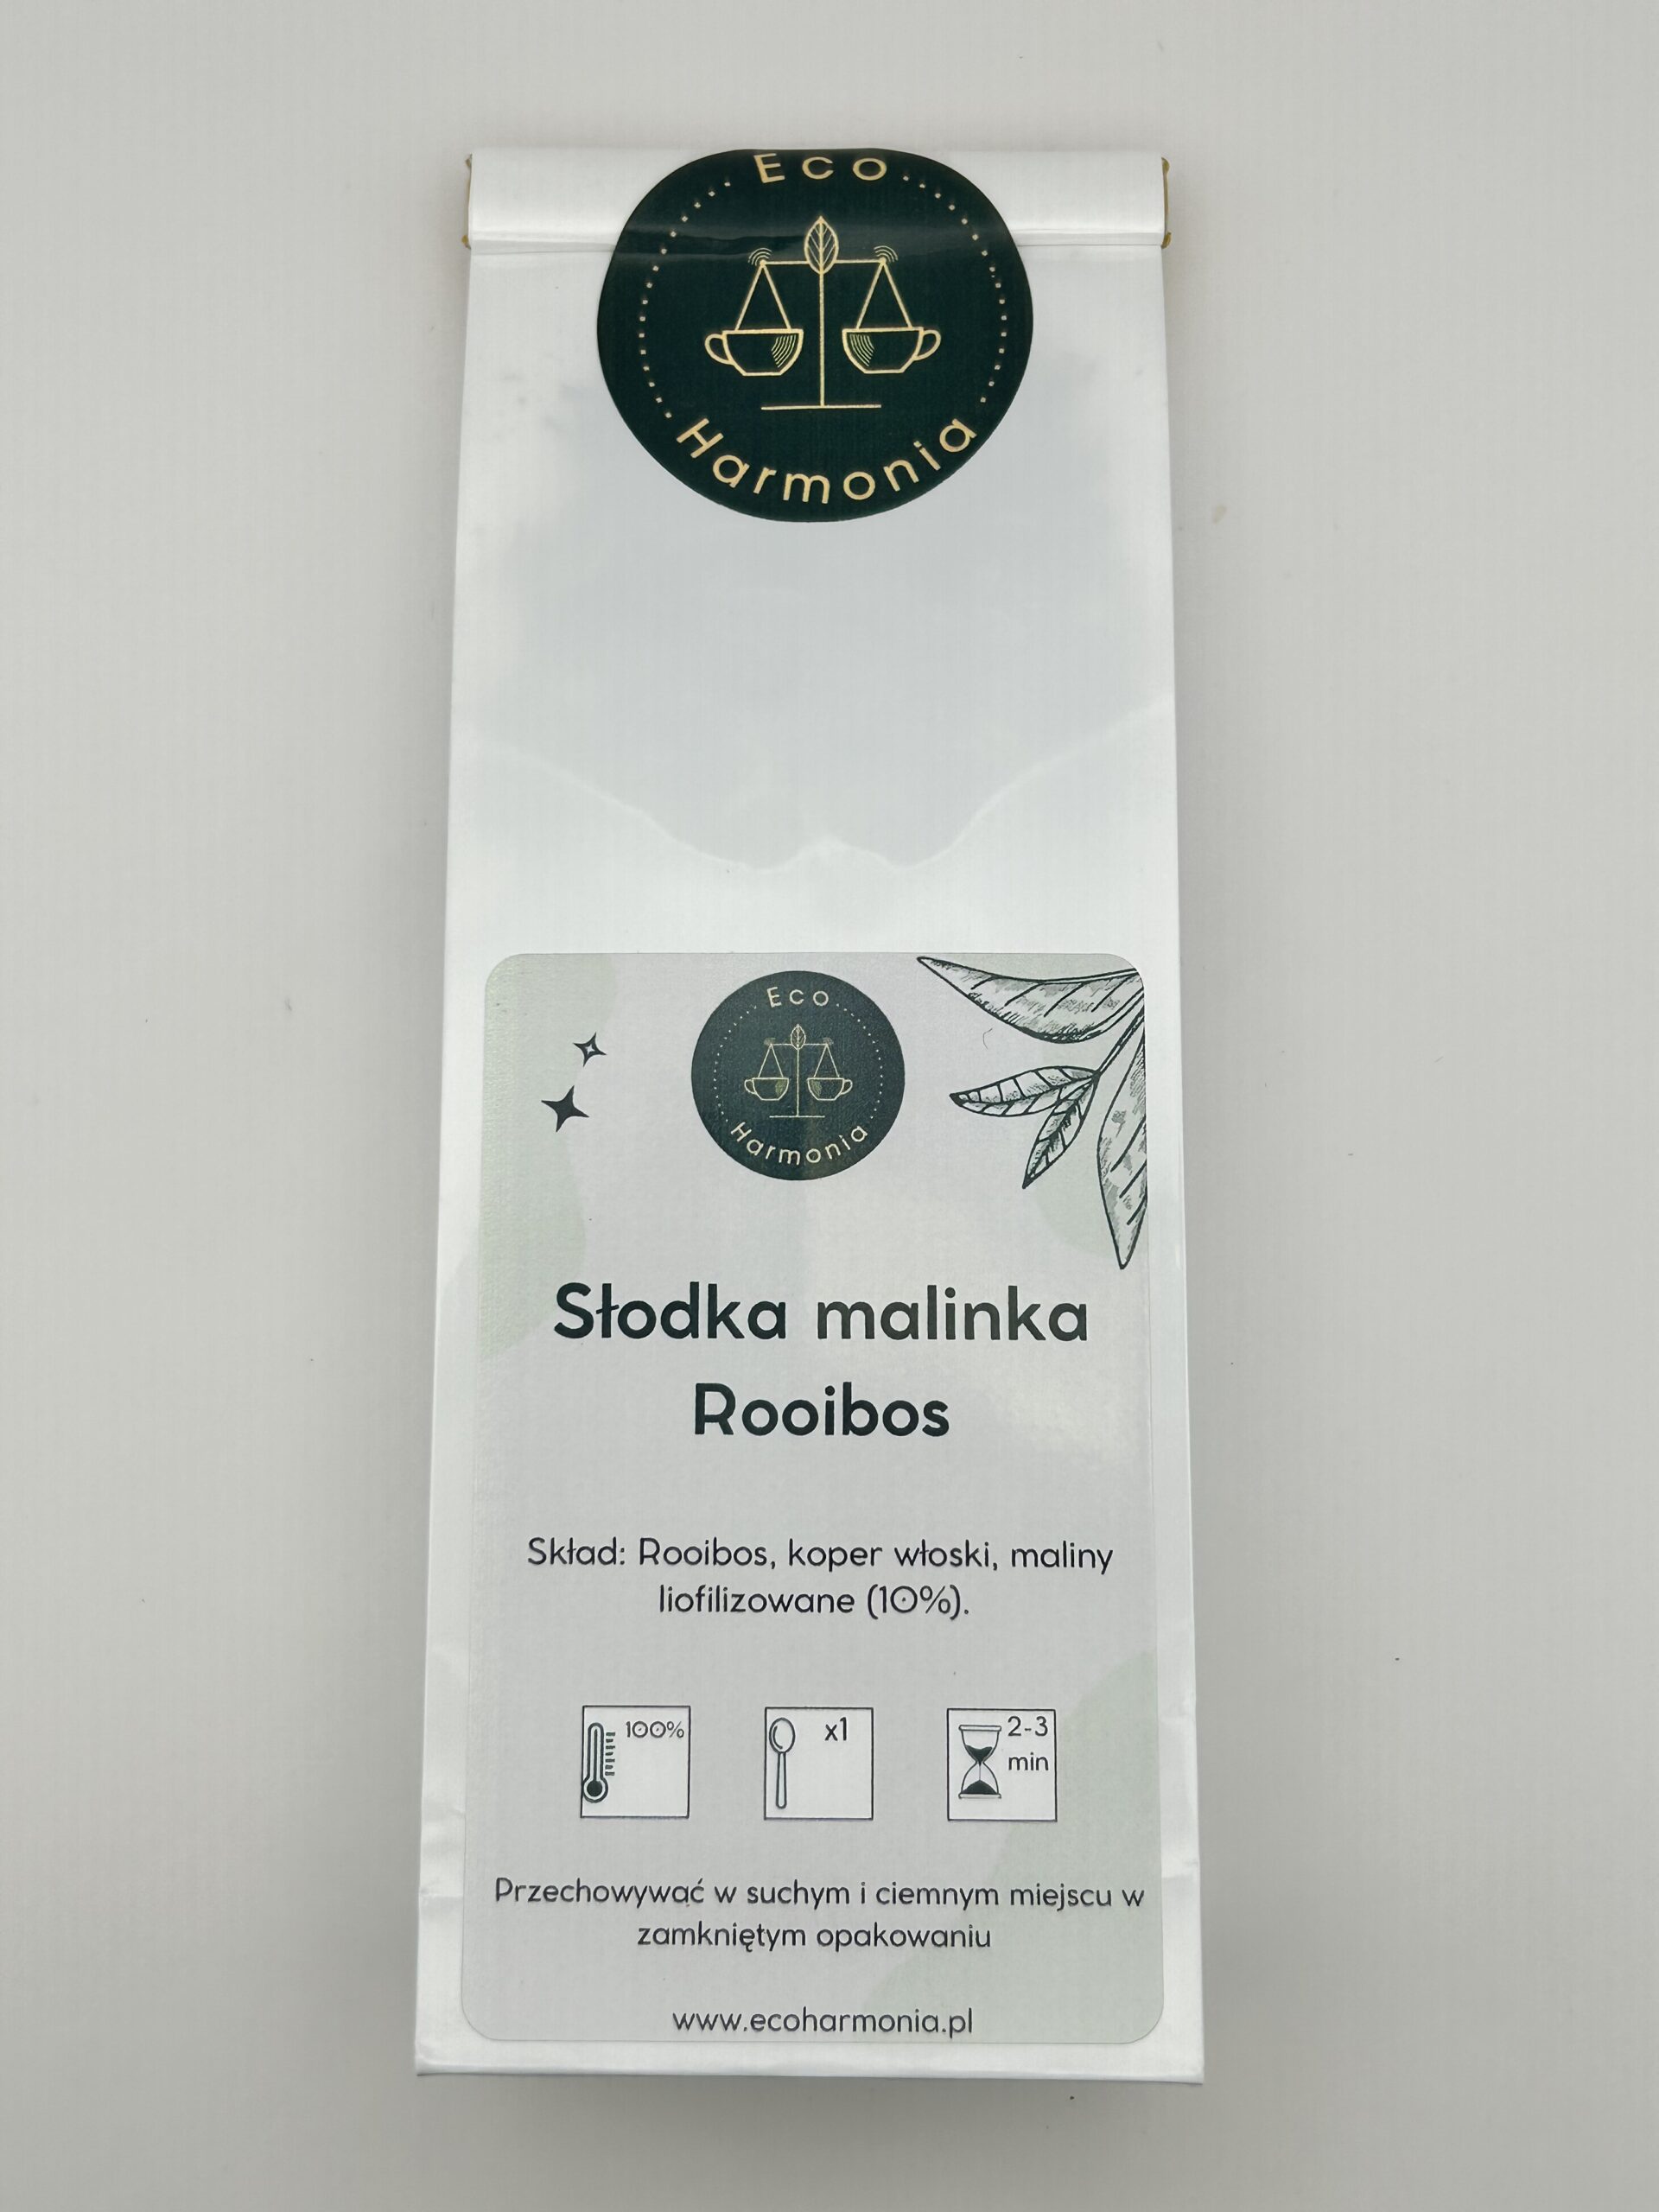 Eco
Harmonia
Eco
Harmonia
Słodka malinka
Rooibos
Skład: Rooibos, koper włoski, maliny
liofilizowane (10%).
100%
x1
2-3
min
Przechowywąć w suchym i ciemnym miejscu w
zamkniętym opakowaniu
www.ecoharmonia.pl